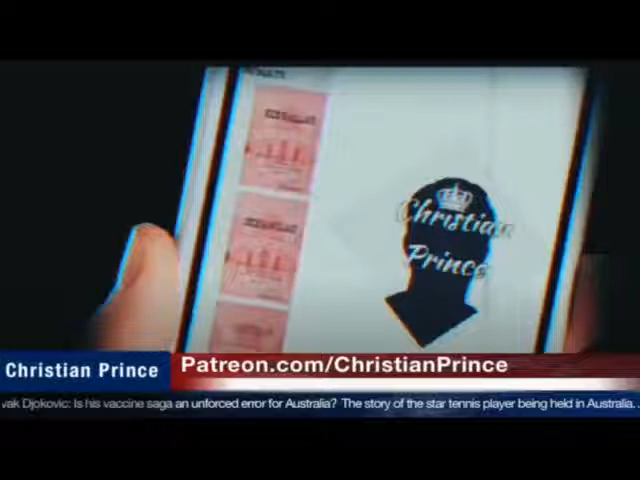 Christian
Prince
Christian Prince
Patreon.com/ChristianPrince
vak Djokovic: Is his vaccine saga an unforced error for Australia? The story of the star tennis player being held in Australia..